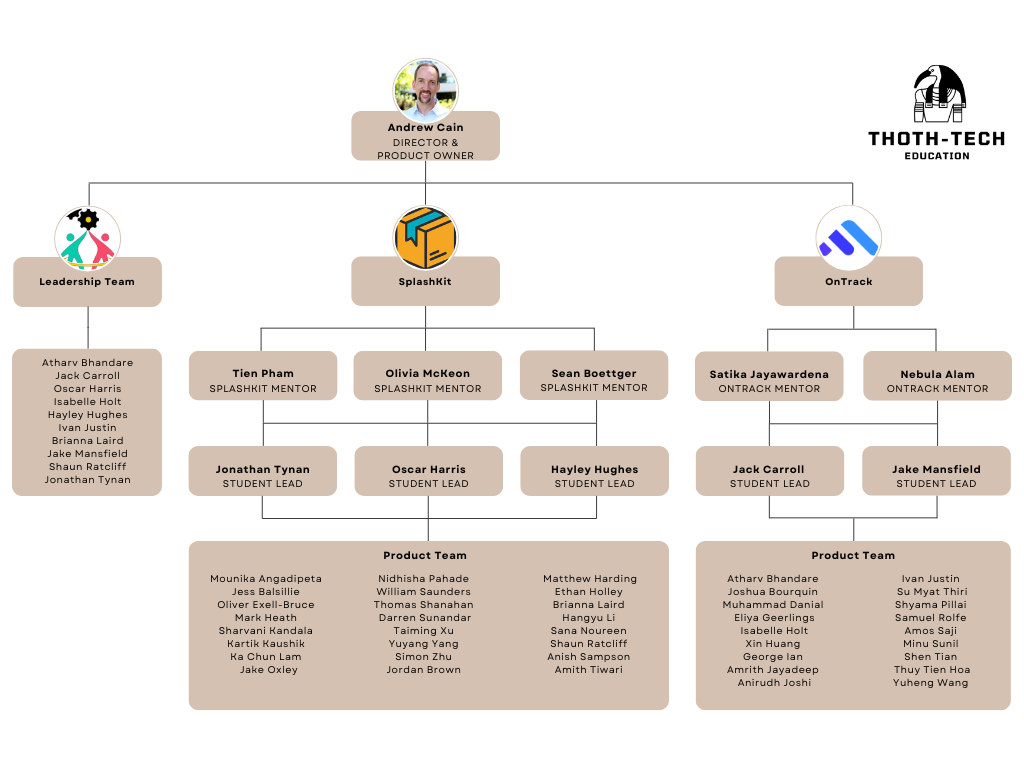 Andrew Cain
DIRECTOR &
PRODUCT OWNER
THOTH-TECH
EDUCATION
Leadership Team
SplashKit
OnTrack
Atharv Bhandare
Jack Carroll
Oscar Harris
Isabelle Holt
Hayley Hughes
Ivan Justin
Brianna Laird
Jake Mansfield
Shaun Ratcliff
Jonathan Tynan
Tien Pham
SPLASHKIT MENTOR
Olivia McKeon
SPLASHKIT MENTOR
Sean Boettger
SPLASHKIT MENTOR
Satika Jayawardena
ONTRACK MENTOR
Nebula Alam
ONTRACK MENTOR
Jonathan Tynan
STUDENT LEAD
Oscar Harris
STUDENT LEAD
Hayley Hughes
STUDENT LEAD
Jack Carroll
STUDENT LEAD
Jake Mansfield
STUDENT LEAD
Product Team
Mounika Angadipeta
Jess Balsillie
Oliver Exell-Bruce
Mark Heath
Sharvani Kandala
Kartik Kaushik
Ka Chun Lam
Jake Oxley
Nidhisha Pahade
William Saunders
Thomas Shanahan
Darren Sunandar
Taiming Xu
Yuyang Yang
Simon Zhu
Jordan Brown
Matthew Harding
Ethan Holley
Brianna Laird
Hangyu Li
Sana Noureen
Shaun Ratcliff
Anish Sampson
Amith Tiwari
Product Team
Atharv Bhandare
Joshua Bourquin
Muhammad Danial
Eliya Geerlings
Isabelle Holt
Xin Huang
George Ian
Amrith Jayadeep
Anirudh Joshi
Ivan Justin
Su Myat Thiri
Shyama Pillai
Samuel Rolfe
Amos Saji
Minu Sunil
Shen Tian
Thuy Tien Hoa
Yuheng Wang